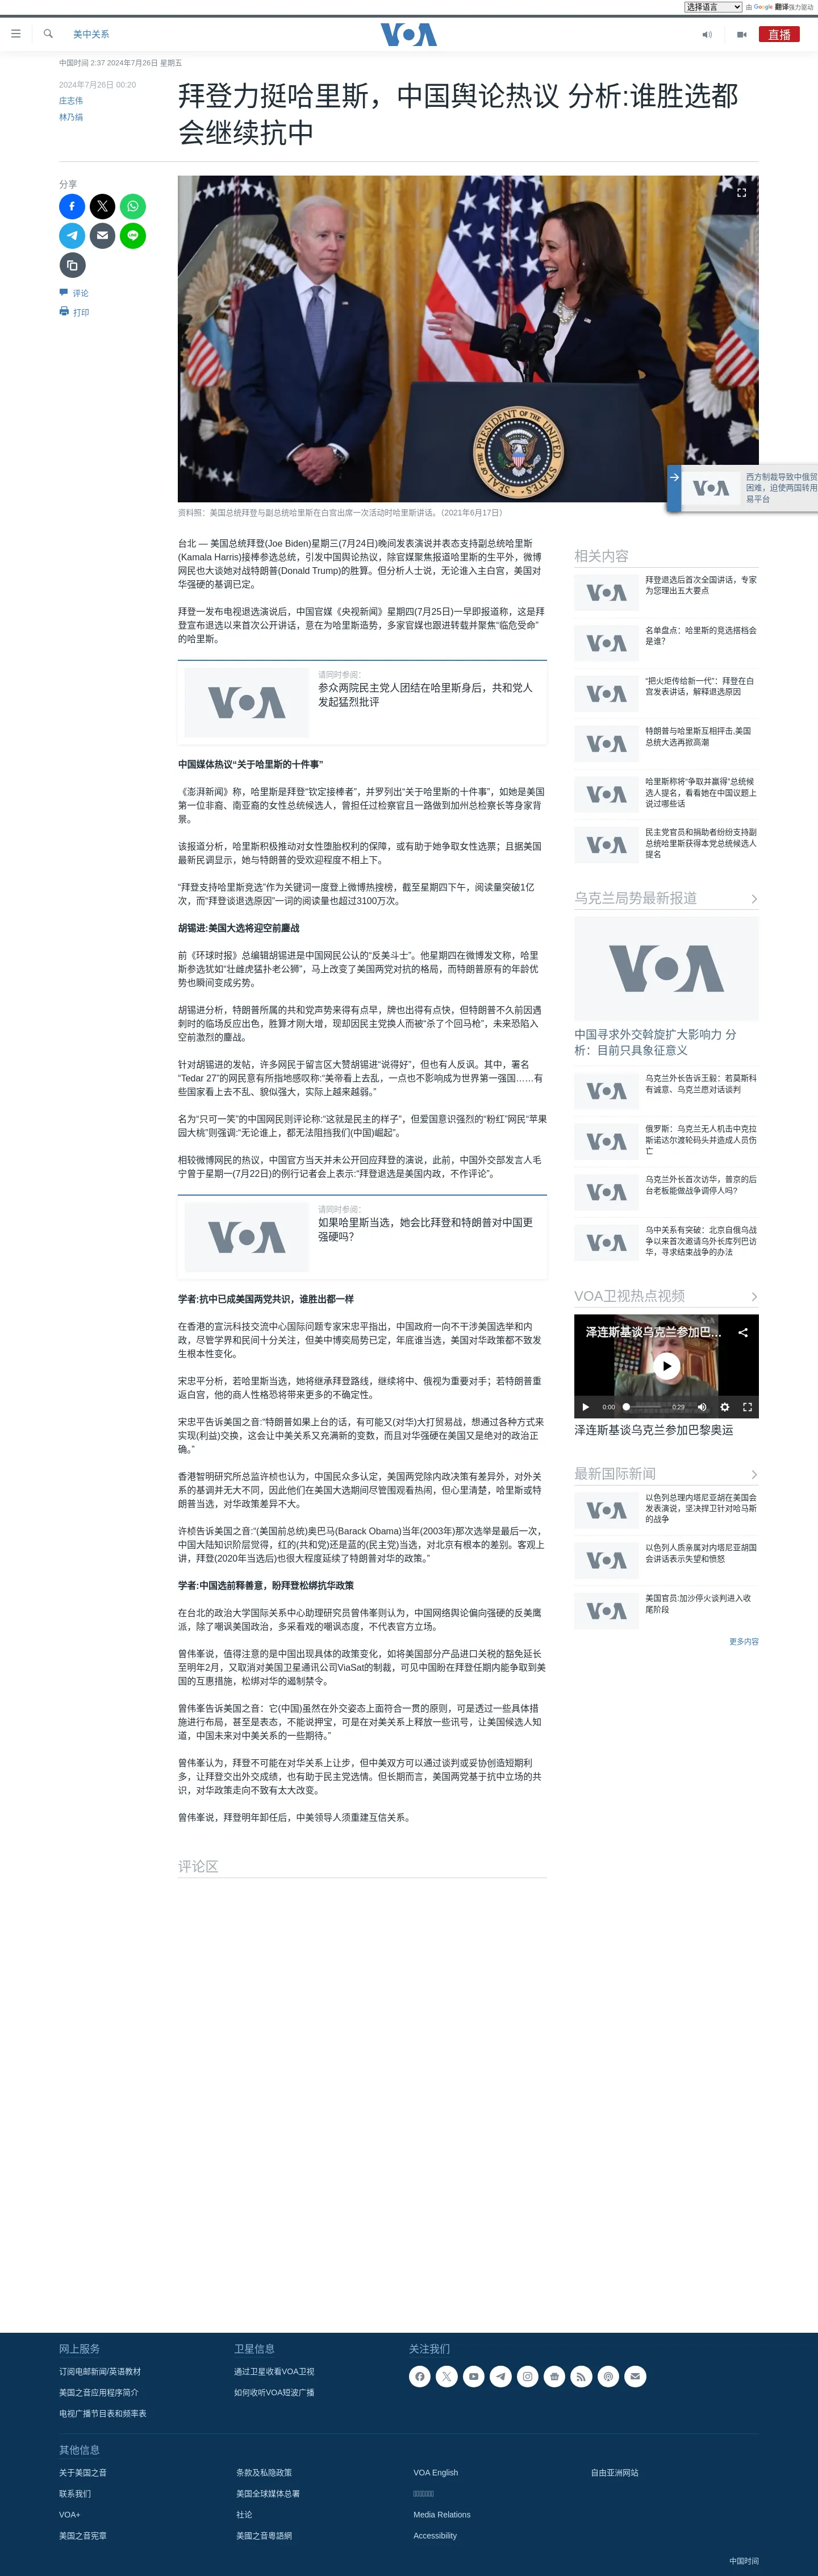 选择语言
由 Google 翻译强力驱动
美中关系
VOA
直播
中国时间 2:37 2024年7月26日 星期五
2024年7月26日 00:20
庄志伟
林乃绢
拜登力挺哈里斯，中国舆论热议 分析:谁胜选都
会继续抗中
分享
评论
打印
PRESIDENT OF THE
资料照：美国总统拜登与副总统哈里斯在白宫出席一次活动时哈里斯讲话。（2021年6月17日）
VOA
西方制裁导致中俄贸
困难，迫使两国转用
易平台
台北 — 美国总统拜登(Joe Biden)星期三(7月24日)晚间发表演说并表态支持副总统哈里斯
(Kamala Harris)接棒参选总统，引发中国舆论热议，除官媒聚焦报道哈里斯的生平外，微博
网民也大谈她对战特朗普(Donald Trump)的胜算。但分析人士说，无论谁入主白宫，美国对
华强硬的基调已定。
拜登一发布电视退选演说后，中国官媒《央视新闻》星期四(7月25日)一早即报道称，这是拜
登宣布退选以来首次公开讲话，意在为哈里斯造势，多家官媒也跟进转载并聚焦“临危受命”
的哈里斯。
VOA
请同时参阅：
参众两院民主党人团结在哈里斯身后，共和党人
发起猛烈批评
中国媒体热议“关于哈里斯的十件事”
《澎湃新闻》称，哈里斯是拜登“钦定接棒者”，并罗列出“关于哈里斯的十件事”，如她是美国
第一位非裔、南亚裔的女性总统候选人，曾担任过检察官且一路做到加州总检察长等身家背
景。
该报道分析，哈里斯积极推动对女性堕胎权利的保障，或有助于她争取女性选票；且据美国
最新民调显示，她与特朗普的受欢迎程度不相上下。
“拜登支持哈里斯竞选”作为关键词一度登上微博热搜榜，截至星期四下午，阅读量突破1亿
次，而“拜登谈退选原因”一词的阅读量也超过3100万次。
胡锡进:美国大选将迎空前鏖战
前《环球时报》总编辑胡锡进是中国网民公认的“反美斗士”。他星期四在微博发文称，哈里
斯参选犹如“壮雌虎猛扑老公狮”，马上改变了美国两党对抗的格局，而特朗普原有的年龄优
势也瞬间变成劣势。
胡锡进分析，特朗普所属的共和党声势来得有点早，牌也出得有点快，但特朗普不久前因遇
刺时的临场反应出色，胜算才刚大增，现却因民主党换人而被“杀了个回马枪”，未来恐陷入
空前激烈的鏖战。
针对胡锡进的发帖，许多网民于留言区大赞胡锡进“说得好”，但也有人反讽。其中，署名
“Tedar 27”的网民意有所指地感叹称:“美帝看上去乱，一点也不影响成为世界第一强国……有
些国家看上去不乱、貌似强大，实际上越来越弱。”
名为“只可一笑”的中国网民则评论称:“这就是民主的样子”，但爱国意识强烈的“粉红”网民“苹果
园大槟”则强调:“无论谁上，都无法阻挡我们(中国)崛起”。
相较微博网民的热议，中国官方当天并未公开回应拜登的演说，此前，中国外交部发言人毛
宁曾于星期一(7月22日)的例行记者会上表示:“拜登退选是美国内政，不作评论”。
VOA
请同时参阅：
如果哈里斯当选，她会比拜登和特朗普对中国更
强硬吗？
学者:抗中已成美国两党共识，谁胜出都一样
在香港的宣沅科技交流中心国际问题专家宋忠平指出，中国政府一向不干涉美国选举和内
政，尽管学界和民间十分关注，但美中博奕局势已定，年底谁当选，美国对华政策都不致发
生根本性变化。
宋忠平分析，若哈里斯当选，她将继承拜登路线，继续将中、俄视为重要对手；若特朗普重
返白宫，他的商人性格恐将带来更多的不确定性。
宋忠平告诉美国之音:“特朗普如果上台的话，有可能又(对华)大打贸易战，想通过各种方式来
实现(利益)交换，这会让中美关系又充满新的变数，而且对华强硬在美国又是绝对的政治正
确。”
香港智明研究所总监许桢也认为，中国民众多认定，美国两党除内政决策有差异外，对外关
系的基调并无大不同，因此他们在美国大选期间尽管围观看热闹，但心里清楚，哈里斯或特
朗普当选，对华政策差异不大。
许桢告诉美国之音:“(美国前总统)奥巴马(Barack Obama)当年(2003年)那次选举是最后一次，
中国大陆知识阶层觉得，红的(共和党)还是蓝的(民主党)当选，对北京有根本的差别。客观上
讲，拜登(2020年当选后)也很大程度延续了特朗普对华的政策。”
学者:中国选前释善意，盼拜登松绑抗华政策
在台北的政治大学国际关系中心助理研究员曾伟峯则认为，中国网络舆论偏向强硬的反美鹰
派，除了嘲讽美国政治，多采看戏的嘲讽态度，不代表官方立场。
曾伟峯说，值得注意的是中国出现具体的政策变化，如将美国部分产品进口关税的豁免延长
至明年2月，又取消对美国卫星通讯公司ViaSat的制裁，可见中国盼在拜登任期内能争取到美
国的互惠措施，松绑对华的遏制禁令。
曾伟峯告诉美国之音：它(中国)虽然在外交姿态上面符合一贯的原则，可是透过一些具体措
施进行布局，甚至是表态，不能说押宝，可是在对美关系上释放一些讯号，让美国候选人知
道，中国未来对中美关系的一些期待。”
曾伟峯认为，拜登不可能在对华关系上让步，但中美双方可以通过谈判或妥协创造短期利
多，让拜登交出外交成绩，也有助于民主党选情。但长期而言，美国两党基于抗中立场的共
识，对华政策走向不致有太大改变。
曾伟峯说，拜登明年卸任后，中美领导人须重建互信关系。
评论区
相关内容
VOA
拜登退选后首次全国讲话，专家
为您理出五大要点
VOA
名单盘点：哈里斯的竞选搭档会
是谁？
VOA
“把火炬传给新一代”：拜登在白
宫发表讲话，解释退选原因
VOA
特朗普与哈里斯互相抨击,美国
总统大选再掀高潮
VOA
哈里斯称将“争取并赢得”总统候
选人提名，看看她在中国议题上
说过哪些话
VOA
民主党官员和捐助者纷纷支持副
总统哈里斯获得本党总统候选人
提名
乌克兰局势最新报道
VOA
中国寻求外交斡旋扩大影响力 分
析：目前只具象征意义
VOA
乌克兰外长告诉王毅：若莫斯科
有诚意、乌克兰愿对话谈判
VOA
俄罗斯：乌克兰无人机击中克拉
斯诺达尔渡轮码头并造成人员伤
亡
VOA
乌克兰外长首次访华，普京的后
台老板能做战争调停人吗?
VOA
乌中关系有突破：北京自俄乌战
争以来首次邀请乌外长库列巴访
华，寻求结束战争的办法
VOA卫视热点视频
泽连斯基谈乌克兰参加巴...
0:00
0:29
泽连斯基谈乌克兰参加巴黎奥运
最新国际新闻
VOA
以色列总理内塔尼亚胡在美国会
发表演说，坚决捍卫针对哈马斯
的战争
VOA
以色列人质亲属对内塔尼亚胡国
会讲话表示失望和愤怒
VOA
美国官员:加沙停火谈判进入收
尾阶段
更多内容
网上服务
订阅电邮新闻/英语教材
美国之音应用程序简介
电视广播节目表和频率表
卫星信息
通过卫星收看VOA卫视
如何收听VOA短波广播
关注我们
其他信息
关于美国之音
联系我们
VOA+
美国之音宪章
条款及私隐政策
美国全球媒体总署
社论
美國之音粵語網
VOA English
Media Relations
Accessibility
自由亚洲网站
中国时间